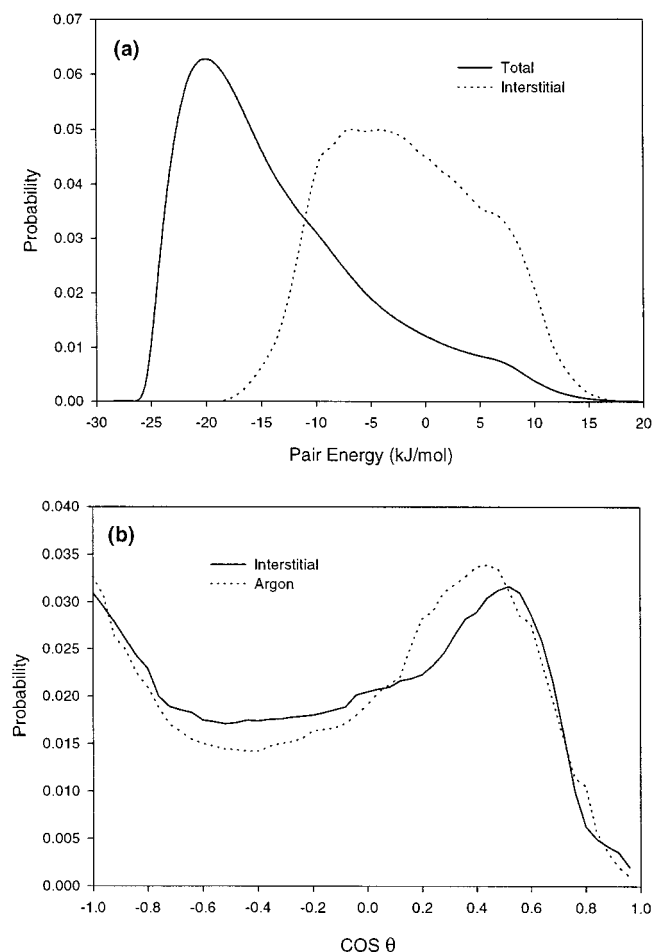 (a)
Total
Interstitial
0.07
0.06
0.05
0.04
0.03
0.02
0.01
0.00
Probability
-30 -25 -20 -15 -10 -5 0 5 10 15 20
Pair Energy (kJ/mol)
(b)
Interstitial
Argon
0.040
0.035
0.030
0.025
0.020
0.015
0.010
0.005
0.000
Probability
-1.0 -0.8 -0.6 -0.4 -0.2 0.0 0.2 0.4 0.6 0.8 1.0
COS θ